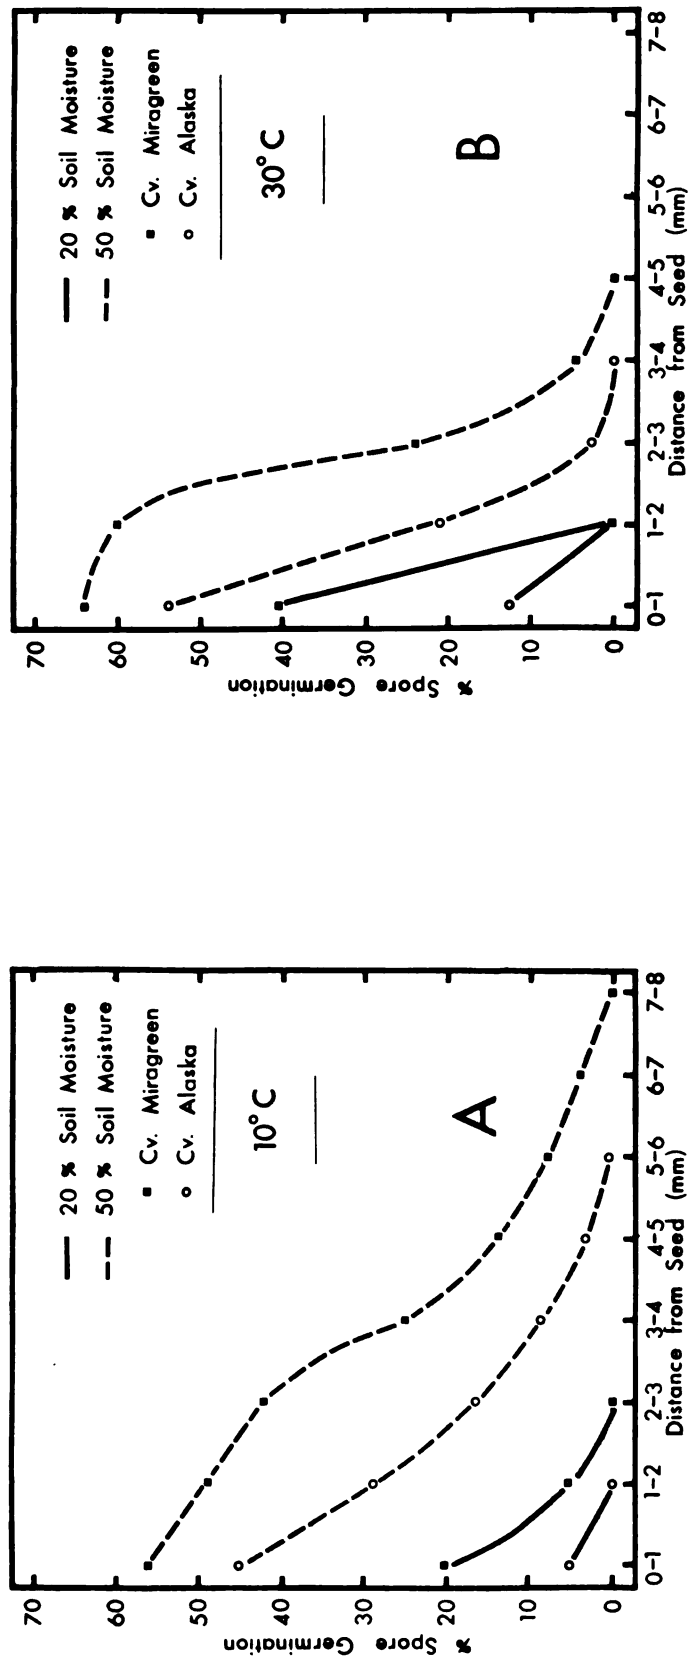 70
60
50
40
30
20
10
0
% Spore Germination
20 % Soil Moisture
50 % Soil Moisture
Cv. Miragreen
Cv. Alaska
10°C
A
0-1
1-2
2-3
3-4
4-5
5-6
6-7
7-8
Distance from Seed (mm)
70
60
50
40
30
20
10
0
% Spore Germination
20 % Soil Moisture
50 % Soil Moisture
Cv. Miragreen
Cv. Alaska
30°C
B
0-1
1-2
2-3
3-4
4-5
5-6
6-7
7-8
Distance from Seed (mm)